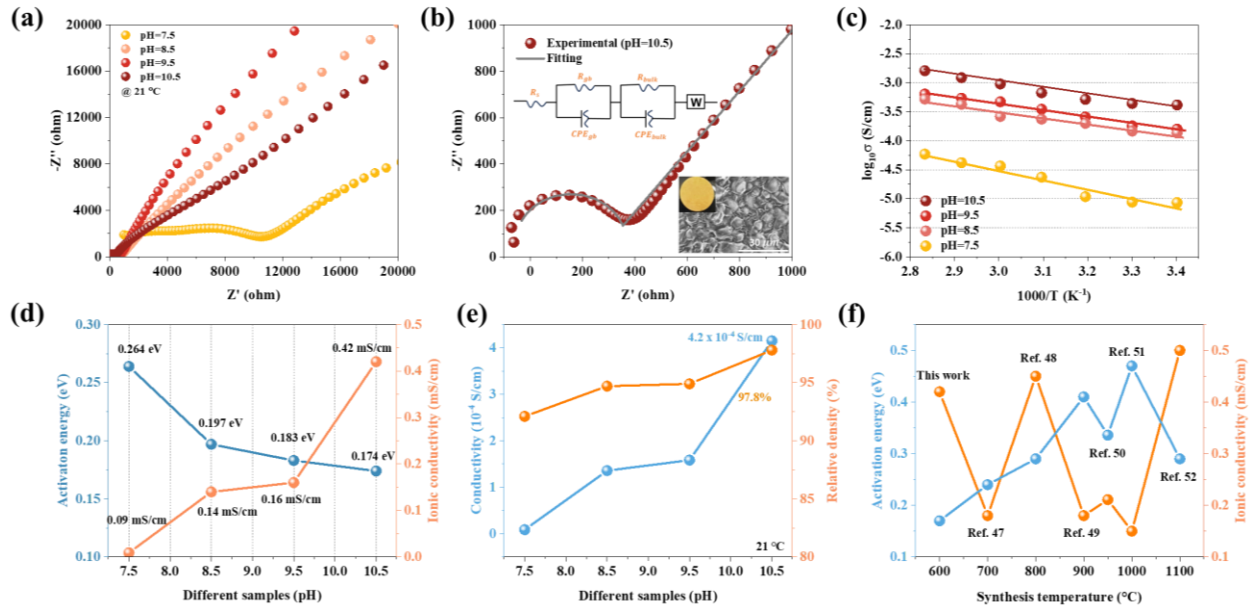 (a)
20000
16000
12000
8000
4000
0
-Z'' (ohm)
pH=7.5
pH=8.5
pH=9.5
pH=10.5
@ 21 °C
4000 8000 12000 16000 20000
Z' (ohm)
(b)
1000
800
600
400
200
0
-Z'' (ohm)
Experimental (pH=10.5)
Fitting
Rs
Rgb
Rbulk
W
CPEgb
CPEbulk
30 μm
0 200 400 600 800 1000
Z' (ohm)
(c)
-2.0
-2.5
-3.0
-3.5
-4.0
-4.5
-5.0
-5.5
-6.0
log10σ (S/cm)
pH=10.5
pH=9.5
pH=8.5
pH=7.5
2.8 2.9 3.0 3.1 3.2 3.3 3.4
1000/T (K-1)
(d)
0.30
0.25
0.20
0.15
0.10
Activaton energy (eV)
0.264 eV
0.197 eV
0.183 eV
0.174 eV
0.42 mS/cm
0.09 mS/cm
0.14 mS/cm
0.16 mS/cm
0.5
0.4
0.3
0.2
0.1
0.0
Ionic conductivity (mS/cm)
7.5 8.0 8.5 9.0 9.5 10.0 10.5
Different samples (pH)
(e)
4
3
2
1
0
Conductivity (10-4 S/cm)
4.2 x 10-4 S/cm
97.8%
21 °C
100
95
90
85
80
Relative density (%)
7.5 8.0 8.5 9.0 9.5 10.0 10.5
Different samples (pH)
(f)
0.5
0.4
0.3
0.2
0.1
Activation energy (eV)
This work
Ref. 48
Ref. 51
Ref. 50
Ref. 52
Ref. 47
Ref. 49
0.5
0.4
0.3
0.2
0.1
Ionic conductivity (mS/cm)
600 700 800 900 1000 1100
Synthesis temperature (°C)